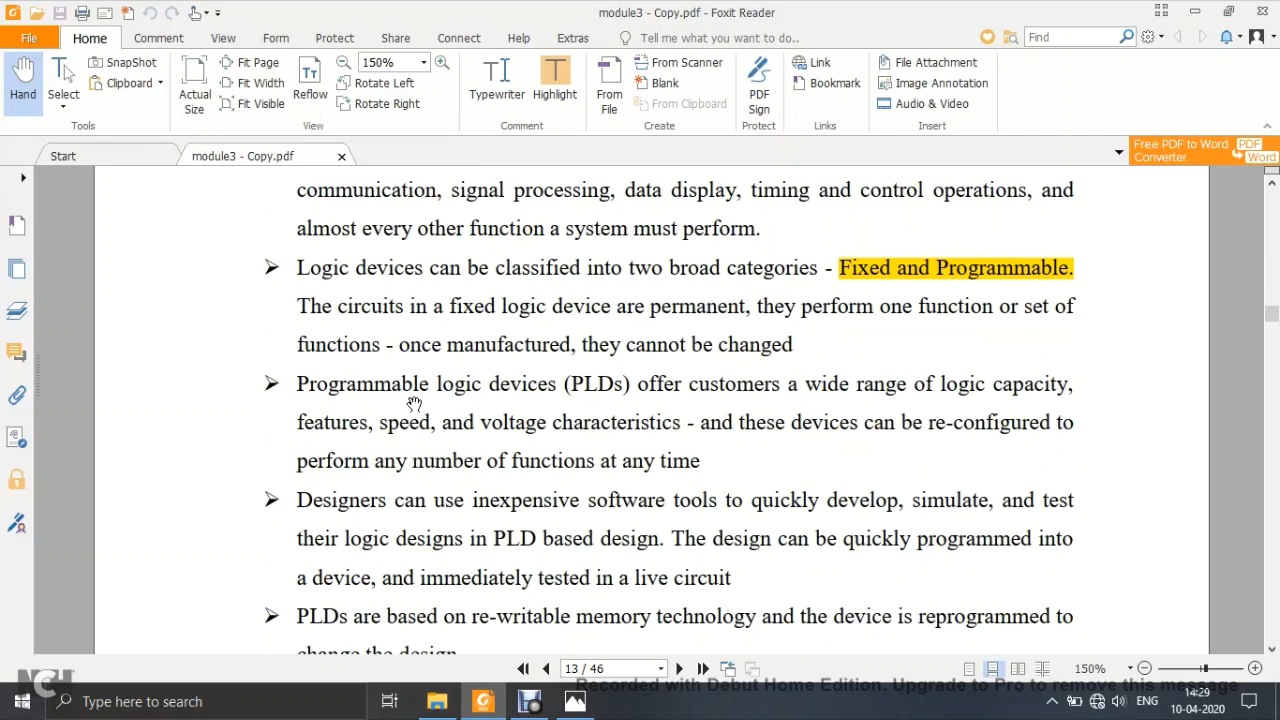 module3 - Copy.pdf - Foxit Reader
File Home Comment View Form Protect Share Connect Help Extras Tell me what you want to do.. Find
Hand
Select
SnapShot
Clipboard
Tools
Actual
Size
Fit Page
Fit Width
Fit Visible
Reflow
150%
Rotate Left
Rotate Right
View
Typewriter
Highlight
Comment
From
File
From Scanner
Blank
From Clipboard
Create
PDF
Sign
Protect
Link
Bookmark
Links
File Attachment
Image Annotation
Audio & Video
Insert
Start
module3 - Copy.pdf
Free PDF to Word
Converter
PDF
Word
communication, signal processing, data display, timing and control operations, and
almost every other function a system must perform.
Logic devices can be classified into two broad categories - Fixed and Programmable.
The circuits in a fixed logic device are permanent, they perform one function or set of
functions - once manufactured, they cannot be changed
Programmable logic devices (PLDs) offer customers a wide range of logic capacity,
features, speed, and voltage characteristics - and these devices can be re-configured to
perform any number of functions at any time
Designers can use inexpensive software tools to quickly develop, simulate, and test
their logic designs in PLD based design. The design can be quickly programmed into
a device, and immediately tested in a live circuit
PLDs are based on re-writable memory technology and the device is reprogrammed to
change the design
13 / 46
150%
NCH
Recorded with Debut Home Edition. Upgrade to Pro to remove this message
Type here to search
ENG
14:29
10-04-2020